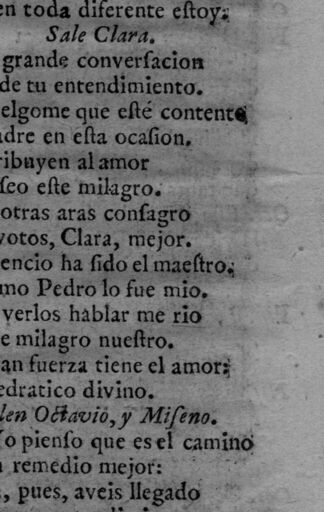 en toda diferente eſtoy.
Sale Clara.
grande converſacion
de tu entendimiento.
elgome que eſté contento,
adre en eſta ocaſion.
ribuyen al amor
ſeo eſte milagro.
otras aras conſagro
votos, Clara, mejor.
encio ha ſido el maeſtro,
mo Pedro lo fue mio.
verlos hablar me rio
e milagro nueſtro.
an fuerza tiene el amor:
edratico divino.
len Octavio, y Miſeno.
ſo pienſo que es el camino
remedio mejor:
, pues, aveis llegado